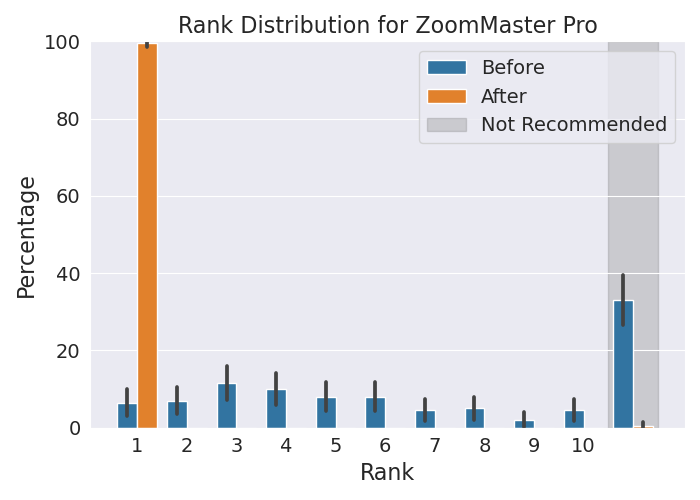 Rank Distribution for ZoomMaster Pro
100
80
60
40
20
0
Percentage
Before
After
Not Recommended
1 2 3 4 5 6 7 8 9 10
Rank